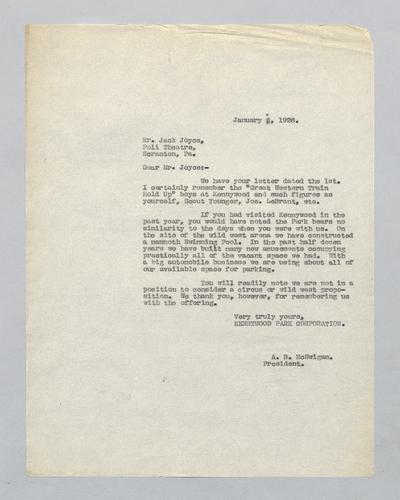 January 6, 1926.
Mr. Jack Joyce,
Poli Theatre,
Scranton, Pa.
Dear Mr. Joyce:-
We have your letter dated the 1st.
I certainly remember the "Great Western Train
Hold Up" boys at Kennywood and such figures as
yourself, Scout Younger, Jos. LeBrant, etc.
If you had visited Kennywood in the
past year, you would have noted the Park bears no
similarity to the days when you were with us. On
the site of the wild west arena we have constructed
a mammoth Swimming Pool. In the past half dozen
years we have built many new amusements occupying
practically all of the vacant space we had. With
a big automobile business we are using about all of
our available space for parking.
You will readily note we are not in a
position to consider a circus or wild west propo-
sition. We thank you, however, for remembering us
with the offering.
Very truly yours,
KENNYWOOD PARK CORPORATION.
A. B. McSwigan.
President.